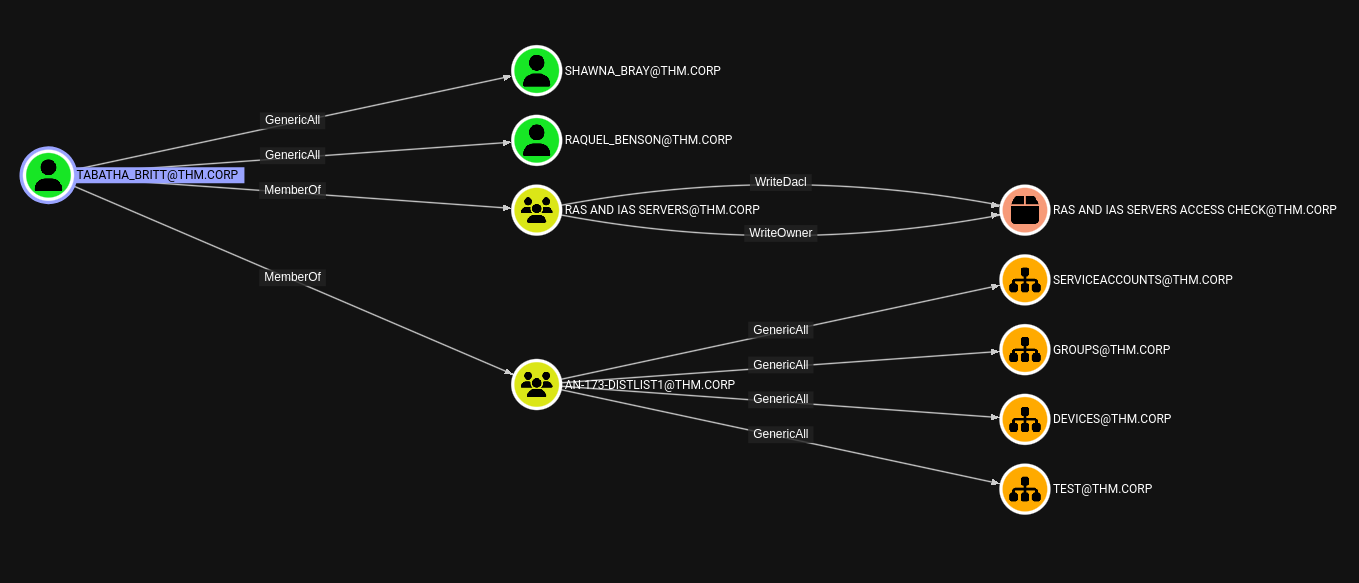 SHAWNA_BRAY@THM.CORP
GenericAll
RAQUEL_BENSON@THM.CORP
GenericAll
TABATHA_BRITT@THM.CORP
WriteDacl
MemberOf
RAS AND IAS SERVERS@THM.CORP
RAS AND IAS SERVERS ACCESS CHECK@THM.CORP
WriteOwner
MemberOf
SERVICEACCOUNTS@THM.CORP
GenericAll
GROUPS@THM.CORP
GenericAll
AN-173-DISTLIST1@THM.CORP
GenericAll
DEVICES@THM.CORP
GenericAll
TEST@THM.CORP